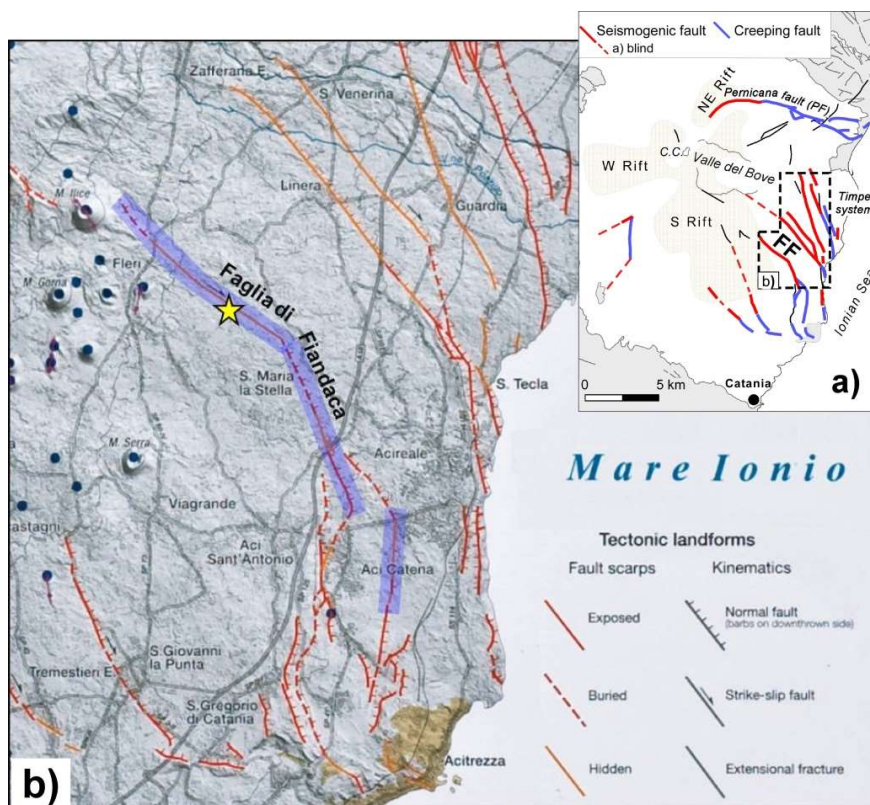 Seismogenic fault
Creeping fault
a) blind
NE Rift
Pernicana fault (PF)
W Rift
C.C.
Valle del Bove
S Rift
Timpe
system
FF
b)
Ionian Sea
0
5 km
Catania
a)
Zafferana E.
S. Venerina
Linera
Guardia
M. Ilice
Fleri
M. Gorna
Faglia di
Fiandaca
S. Maria
la Stella
S. Tecla
M. Serra
Acireale
Viagrande
Aci
Sant'Antonio
Aci Catena
S.Giovanni
la Punta
Tremestieri E.
S.Gregorio
di Catania
Acitrezza
b)
Mare Ionio
Tectonic landforms
Fault scarps
Kinematics
Exposed
Normal fault
(barbs on downthrown side)
Buried
Strike-slip fault
Hidden
Extensional fracture